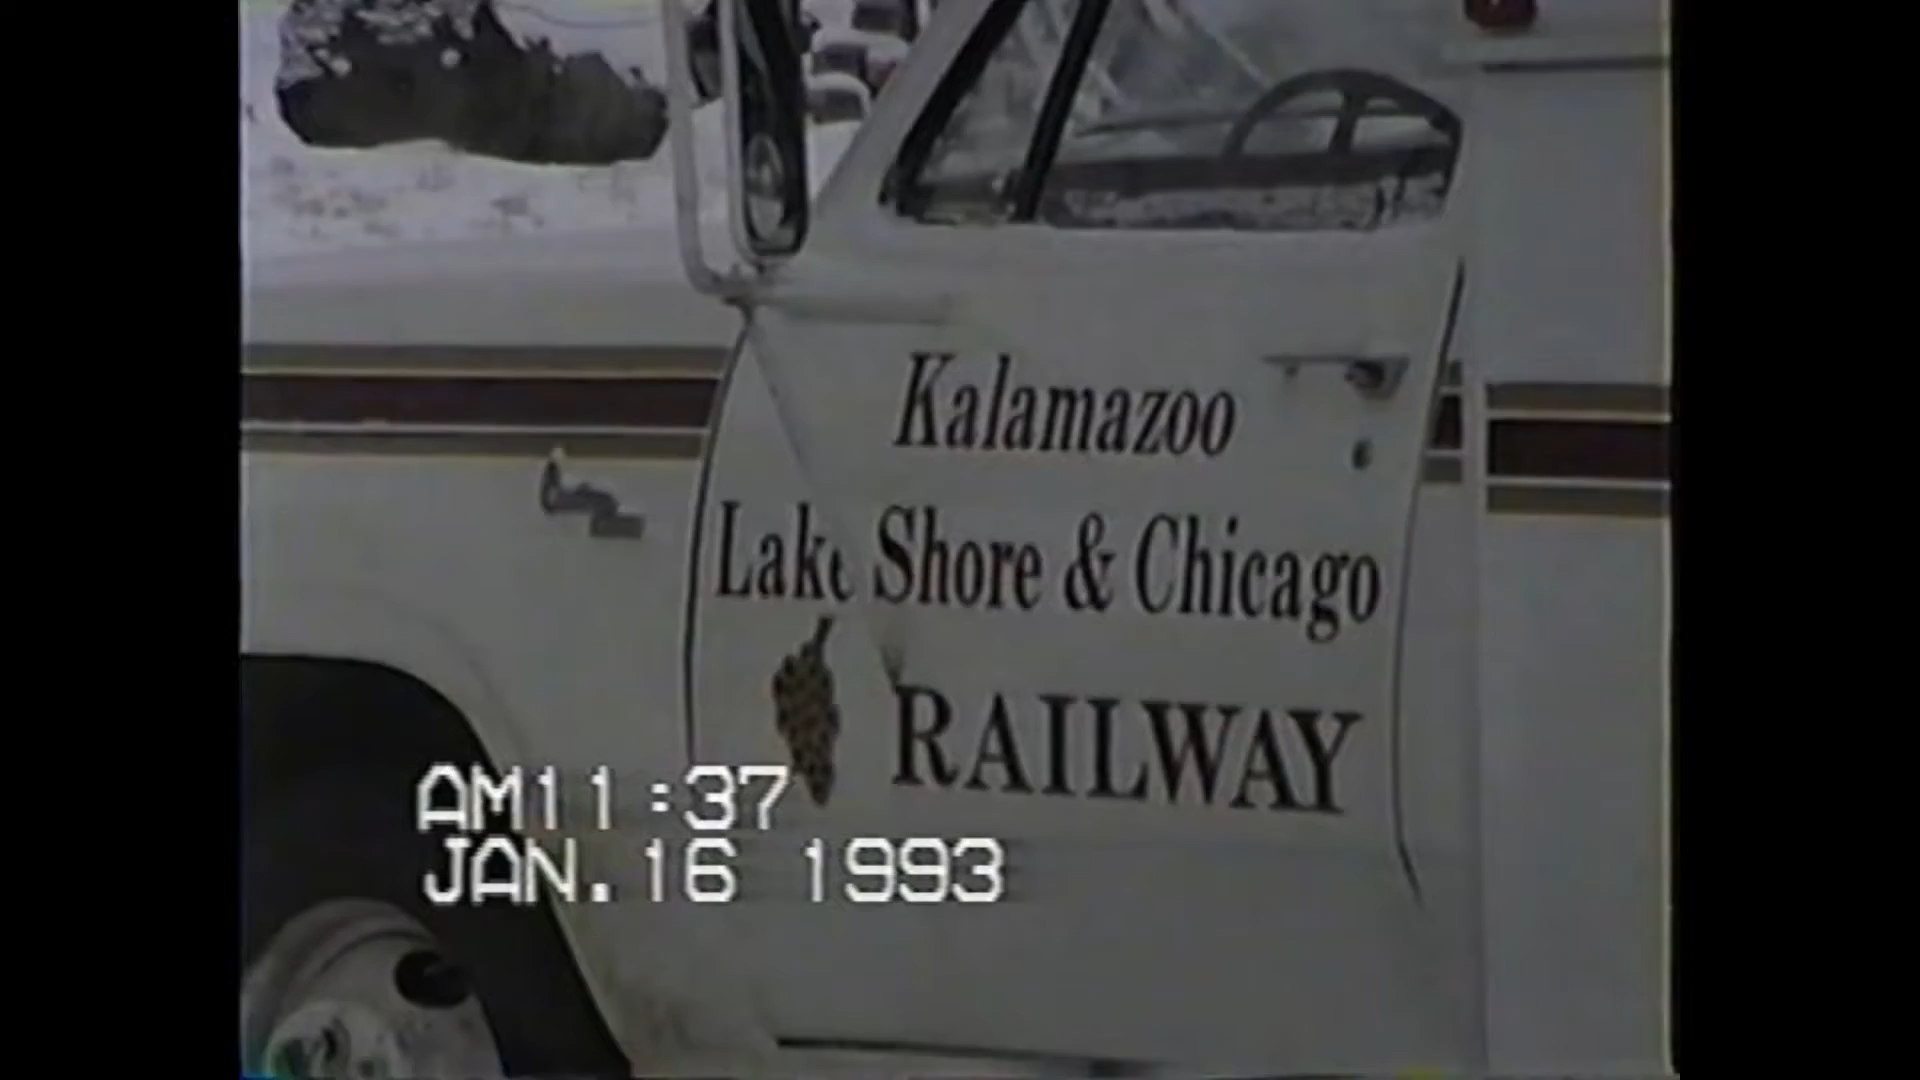 Kalamazoo
Lake Shore & Chicago
RAILWAY
AM11:37
JAN.16 1993